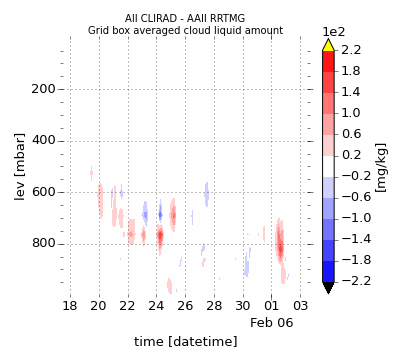 All CLIRAD - AAll RRTMG
Grid box averaged cloud liquid amount
1e2
2.2
1.8
1.4
1.0
0.6
0.2
−0.2
−0.6
−1.0
−1.4
−1.8
−2.2
[mg/kg]
lev [mbar]
200
400
600
800
18 20 22 24 26 28 30 01 03
Feb 06
time [datetime]